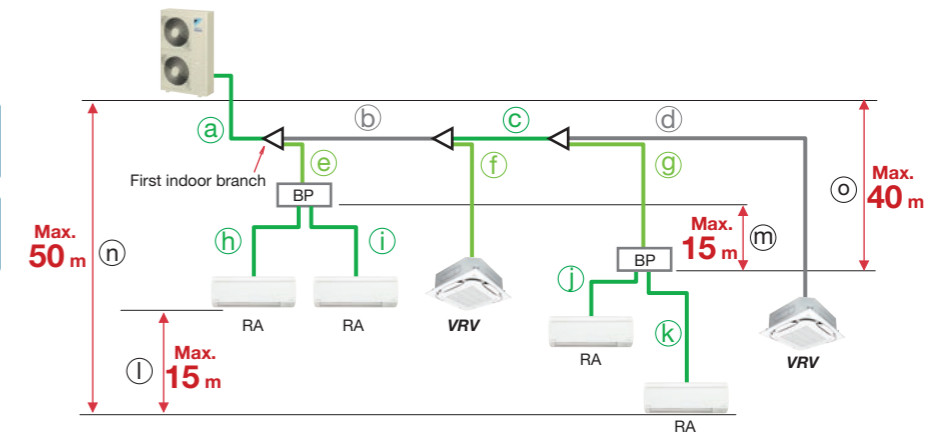 ⓐ
ⓑ
ⓒ
ⓓ
First indoor branch
ⓔ
ⓕ
ⓖ
BP
Max.
50 m
ⓝ
ⓗ
ⓘ
Max.
15 m
ⓜ
ⓞ
Max.
40 m
BP
RA
RA
VRV
ⓙ
RA
ⓚ
VRV
ⓛ
Max.
15 m
RA